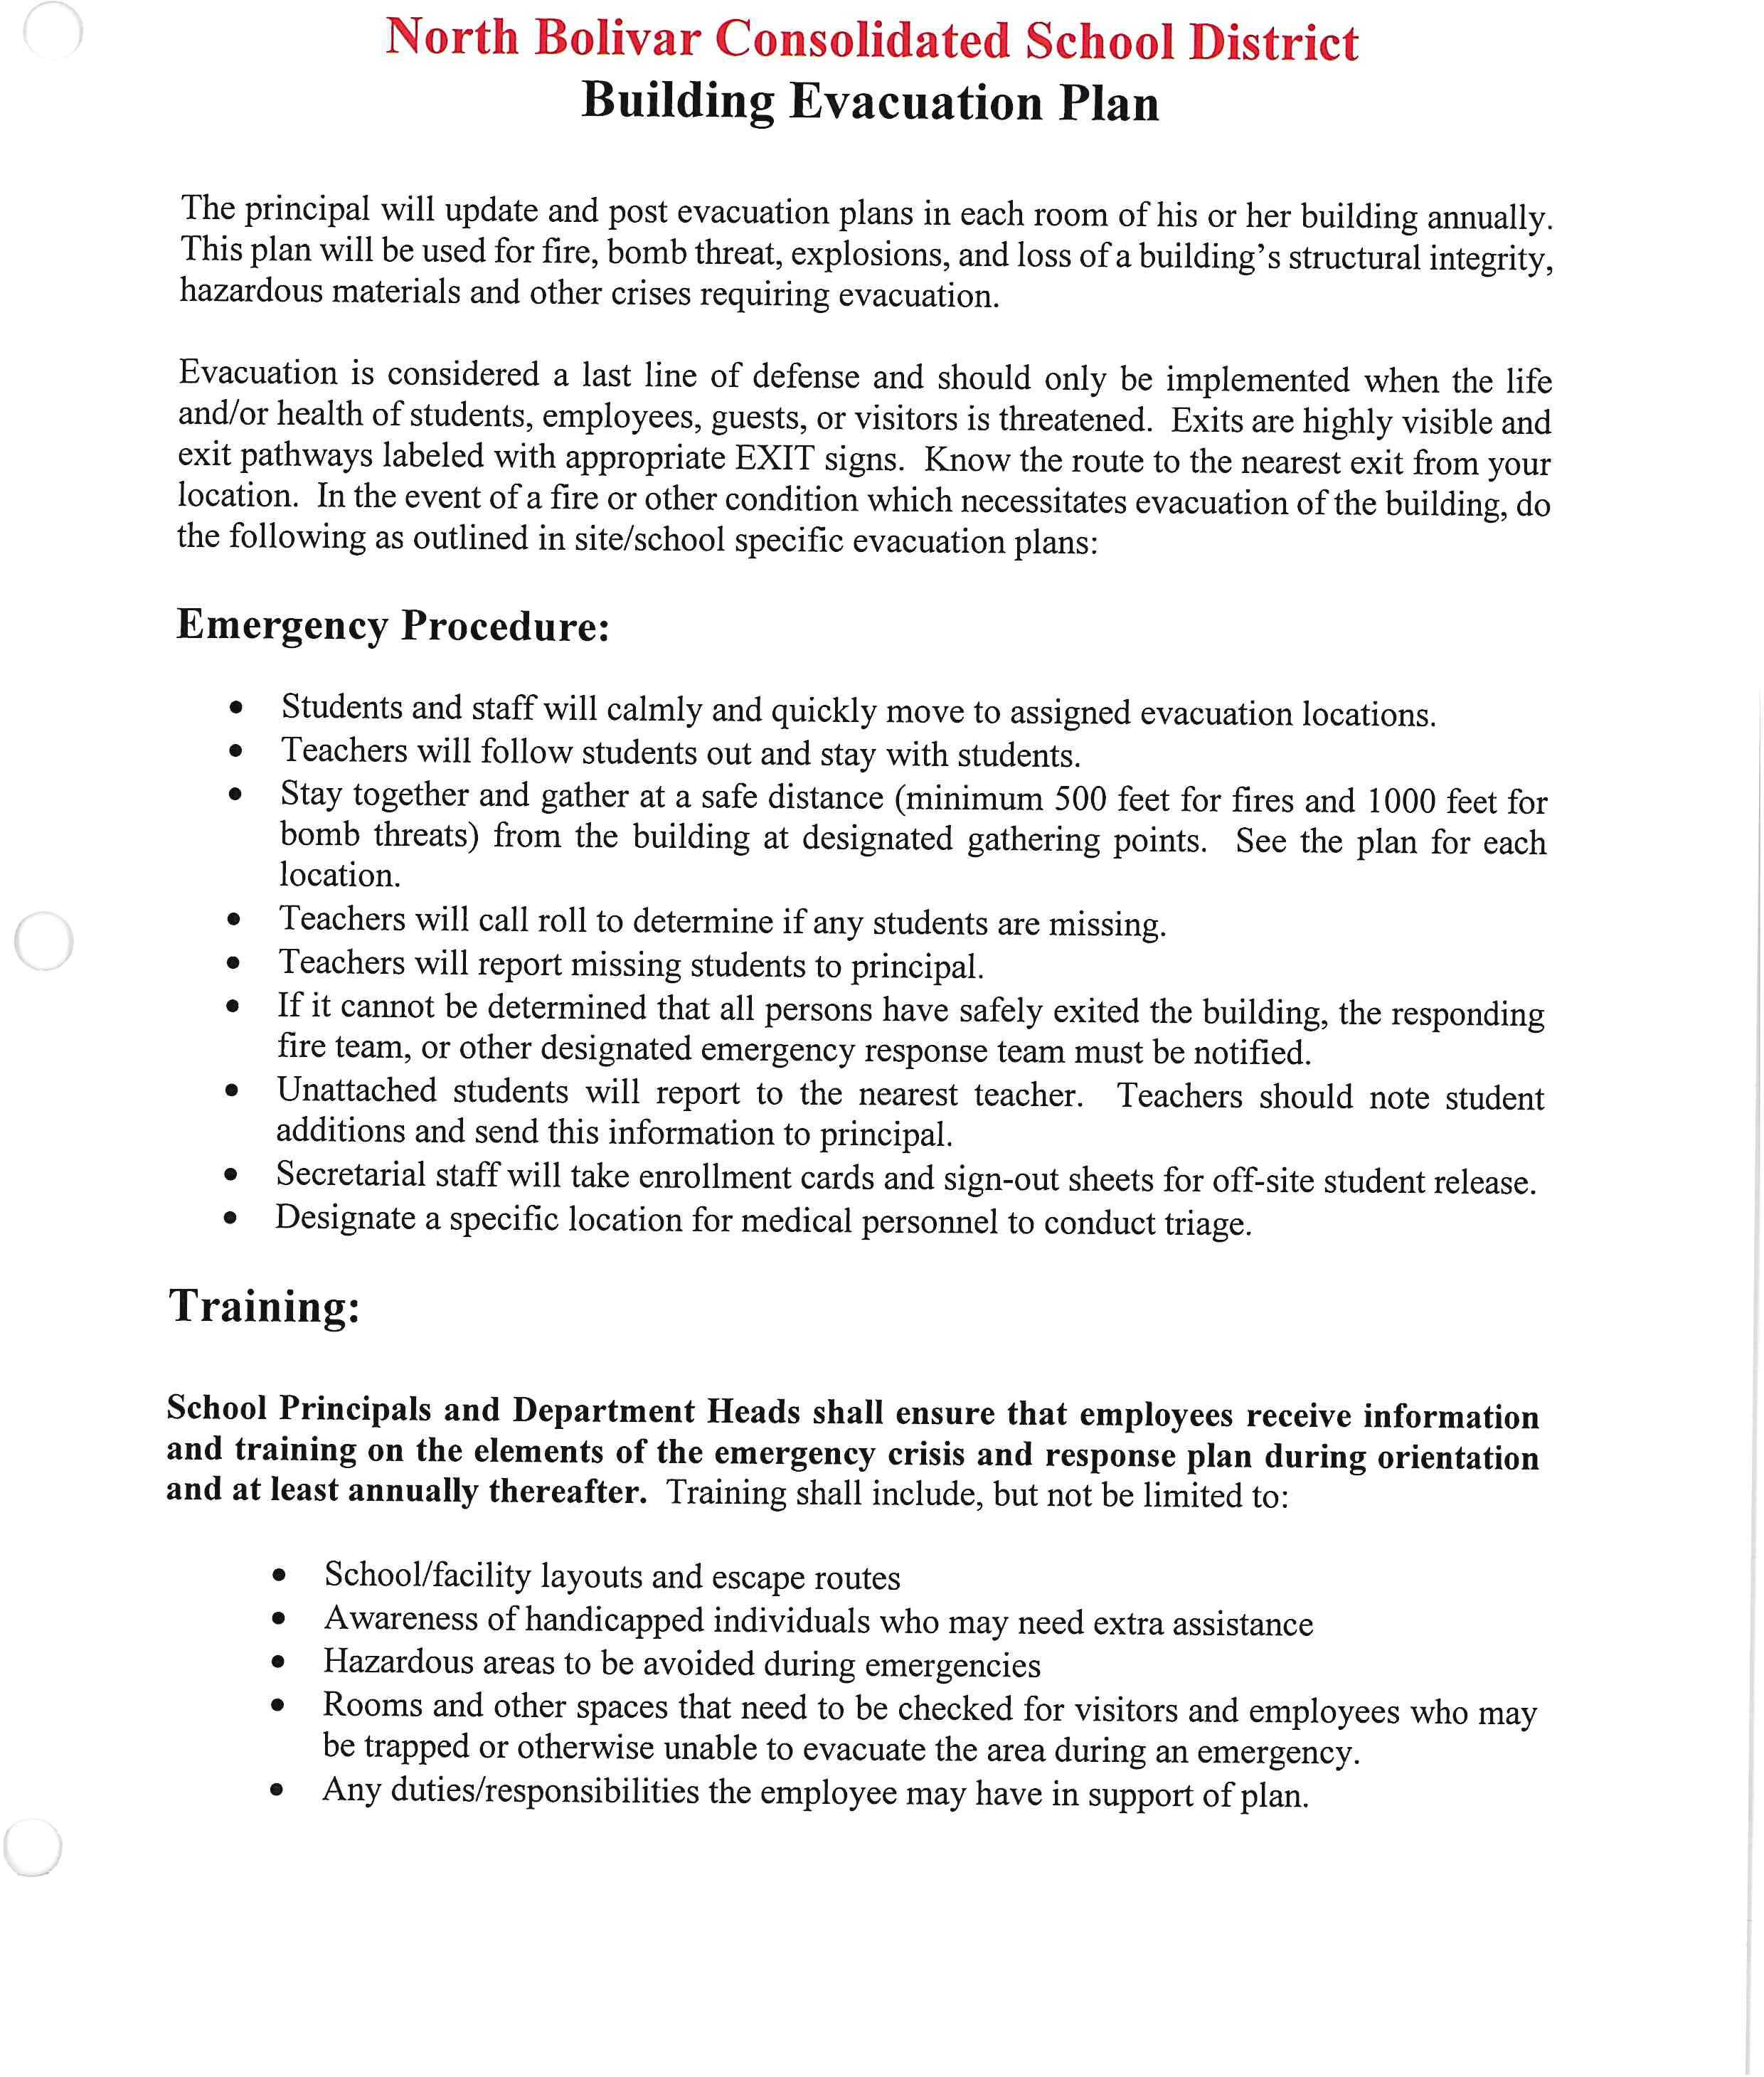 North Bolivar Consolidated School District
Building Evacuation Plan
The principal will update and post evacuation plans in each room of his or her building annually.
This plan will be used for fire, bomb threat, explosions, and loss of a building's structural integrity,
hazardous materials and other crises requiring evacuation.
Evacuation is considered a last line of defense and should only be implemented when the life
and/or health of students, employees, guests, or visitors is threatened. Exits are highly visible and
exit pathways labeled with appropriate EXIT signs. Know the route to the nearest exit from your
location. In the event of a fire or other condition which necessitates evacuation of the building, do
the following as outlined in site/school specific evacuation plans:
Emergency Procedure:
• Students and staff will calmly and quickly move to assigned evacuation locations.
• Teachers will follow students out and stay with students.
• Stay together and gather at a safe distance (minimum 500 feet for fires and 1000 feet for
bomb threats) from the building at designated gathering points. See the plan for each
location.
• Teachers will call roll to determine if any students are missing.
• Teachers will report missing students to principal.
• If it cannot be determined that all persons have safely exited the building, the responding
fire team, or other designated emergency response team must be notified.
• Unattached students will report to the nearest teacher. Teachers should note student
additions and send this information to principal.
• Secretarial staff will take enrollment cards and sign-out sheets for off-site student release.
• Designate a specific location for medical personnel to conduct triage.
Training:
School Principals and Department Heads shall ensure that employees receive information
and training on the elements of the emergency crisis and response plan during orientation
and at least annually thereafter. Training shall include, but not be limited to:
• School/facility layouts and escape routes
• Awareness of handicapped individuals who may need extra assistance
• Hazardous areas to be avoided during emergencies
• Rooms and other spaces that need to be checked for visitors and employees who may
be trapped or otherwise unable to evacuate the area during an emergency.
• Any duties/responsibilities the employee may have in support of plan.